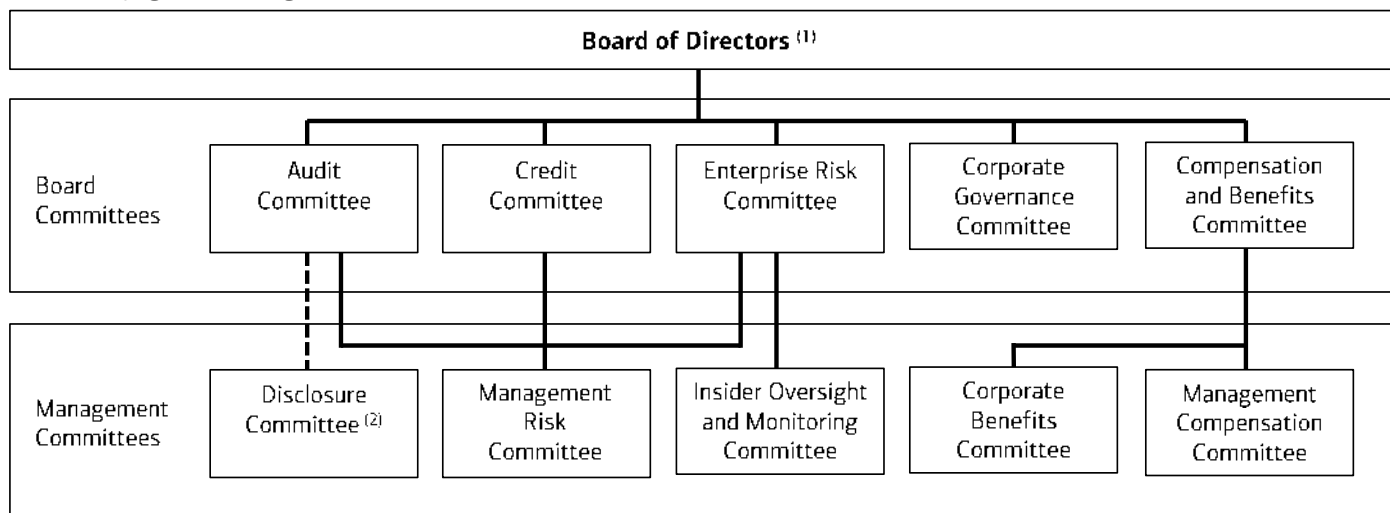 Board of Directors (1)
Board
Committees
Audit
Committee
Credit
Committee
Enterprise Risk
Committee
Corporate
Governance
Committee
Compensation
and Benefits
Committee
Management
Committees
Disclosure
Committee (2)
Management
Risk
Committee
Insider Oversight
and Monitoring
Committee
Corporate
Benefits
Committee
Management
Compensation
Committee